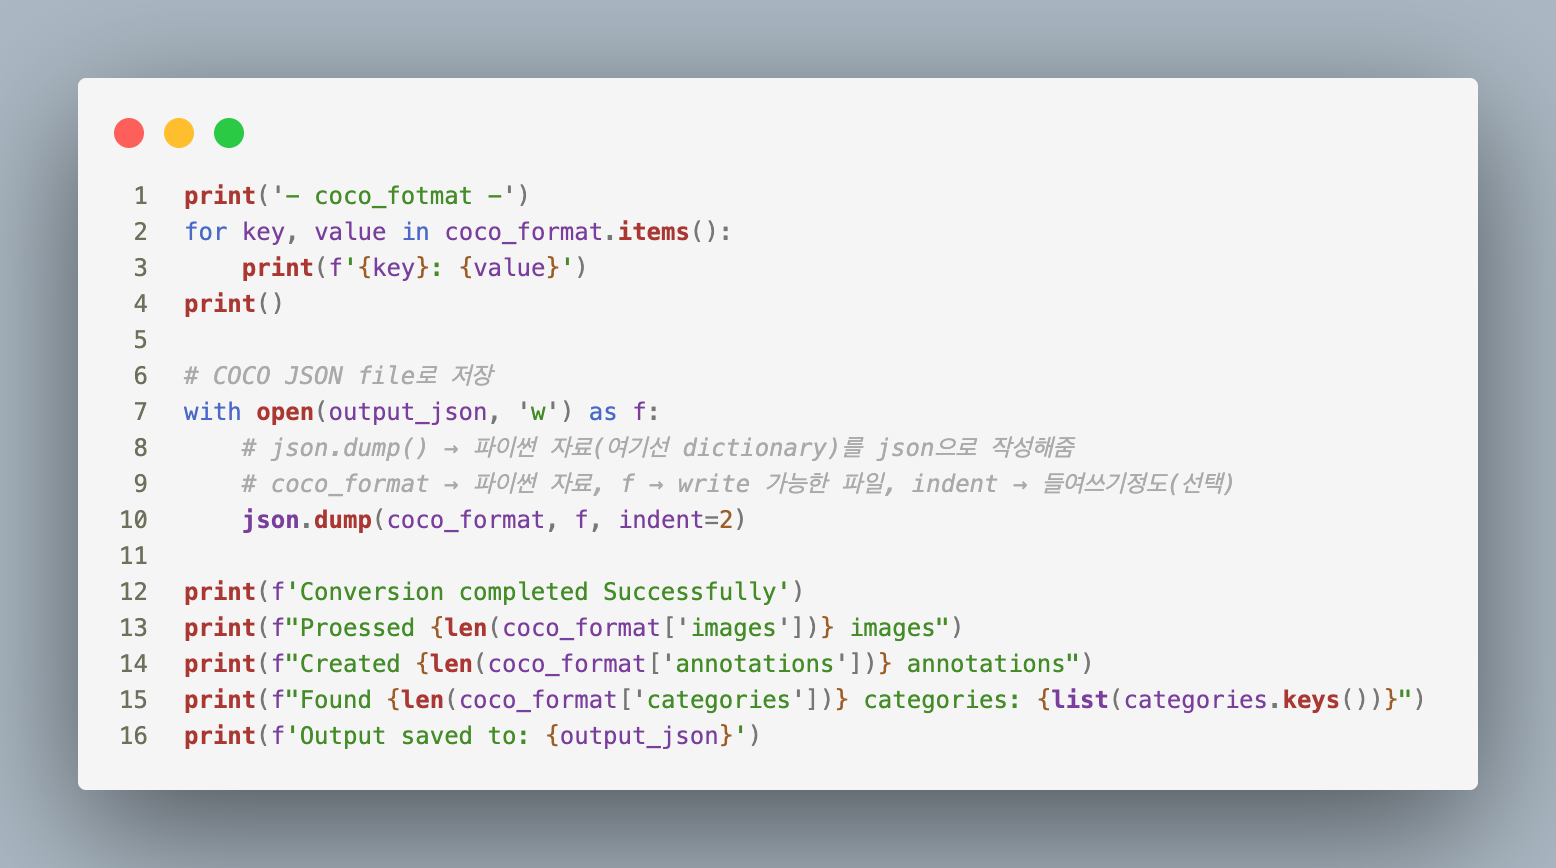 1 print('- coco_fotmat -')
2 for key, value in coco_format.items():
3     print(f'{key}: {value}')
4 print()
5
6 # COCO JSON file로 저장
7 with open(output_json, 'w') as f:
8     # json.dump() → 파이썬 자료(여기선 dictionary)를 json으로 작성해줌
9     # coco_format → 파이썬 자료, f → write 가능한 파일, indent → 들여쓰기정도(선택)
10     json.dump(coco_format, f, indent=2)
11
12 print(f'Conversion completed Successfully')
13 print(f"Proessed {len(coco_format['images'])} images")
14 print(f"Created {len(coco_format['annotations'])} annotations")
15 print(f"Found {len(coco_format['categories'])} categories: {list(categories.keys())}")
16 print(f'Output saved to: {output_json}')